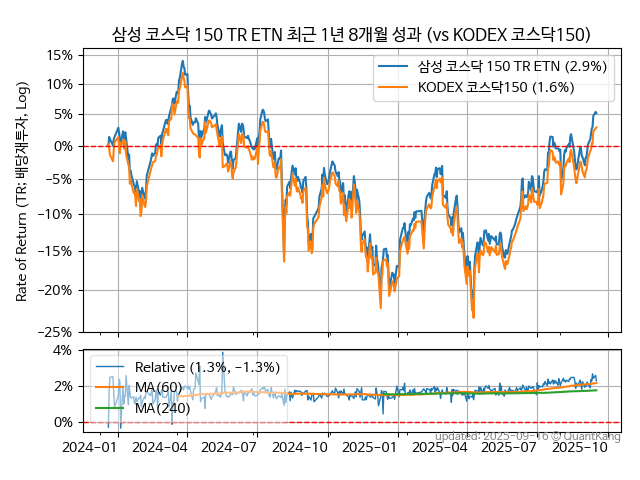 삼성 코스닥 150 TR ETN 최근 1년 8개월 성과 (vs KODEX 코스닥150)
Rate of Return (TR: 배당재투자, Log)
15%
10%
5%
0%
−5%
−10%
−15%
−20%
−25%
삼성 코스닥 150 TR ETN (2.9%)
KODEX 코스닥150 (1.6%)
4%
2%
0%
Relative (1.3%, −1.3%)
MA(60)
MA(240)
2024−01 2024−04 2024−07 2024−10 2025−01 2025−04 2025−07 2025−10
updated: 2025−09−16 © QuantKang